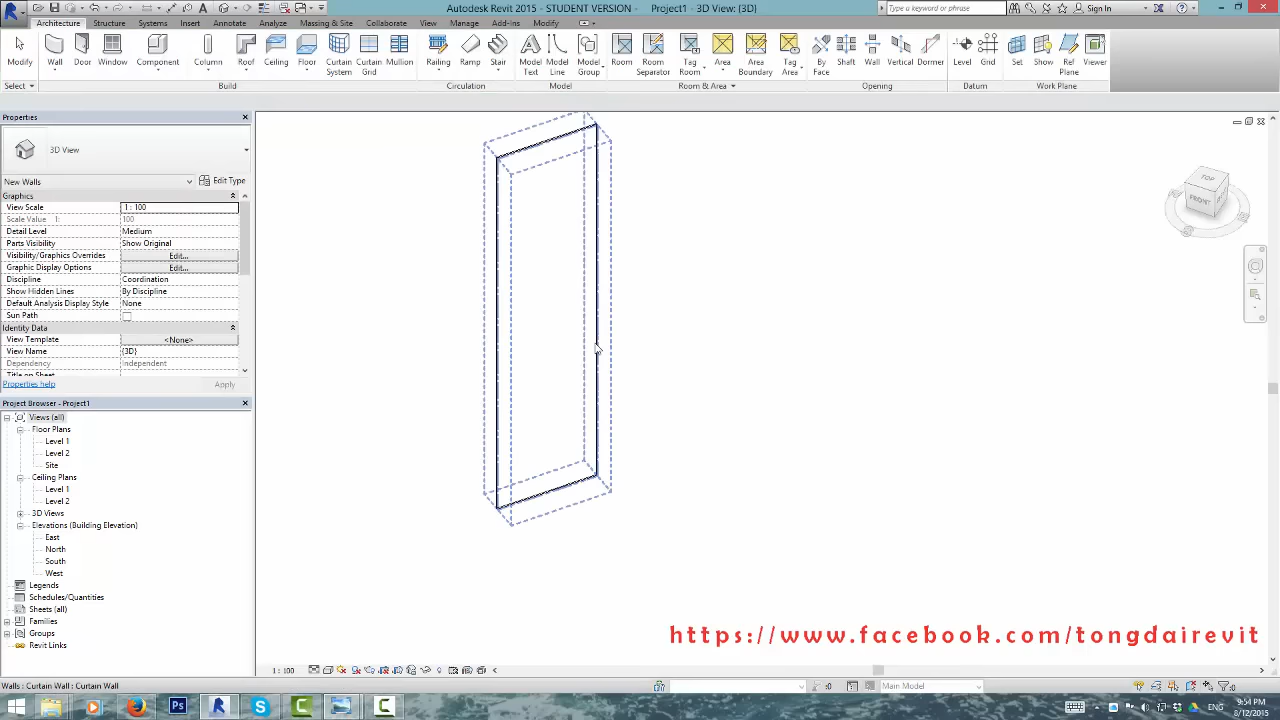 Autodesk Revit 2015 - STUDENT VERSION - Project1 - 3D View: {3D}
Type a keyword or phrase
Sign In
Architecture Structure Systems Insert Annotate Analyze Massing & Site Collaborate View Manage Add-Ins Modify
Modify Wall Door Window Component Column Roof Ceiling Floor Curtain System Curtain Grid Mullion Railing Ramp Stair Model Text Model Line Model Group Room Room Separator Tag Room Area Area Boundary Tag Area By Face Shaft Wall Vertical Dormer Level Grid Set Show Ref Plane Viewer
Select Build Circulation Model Room & Area Opening Datum Work Plane
Properties
3D View
New Walls Edit Type
Graphics
View Scale 1 : 100
Scale Value 1: 100
Detail Level Medium
Parts Visibility Show Original
Visibility/Graphics Overrides Edit...
Graphic Display Options Edit...
Discipline Coordination
Show Hidden Lines By Discipline
Default Analysis Display Style None
Sun Path
Identity Data
View Template <None>
View Name {3D}
Dependency Independent
Title on Sheet
Properties help Apply
Project Browser - Project1
Views (all)
Floor Plans
Level 1
Level 2
Site
Ceiling Plans
Level 1
Level 2
3D Views
Elevations (Building Elevation)
East
North
South
West
Legends
Schedules/Quantities
Sheets (all)
Families
Groups
Revit Links
TOP
FRONT
https://www.facebook.com/tongdairevit
1 : 100
Walls : Curtain Wall : Curtain Wall
:0
Main Model
:0
ENG
9:54 PM
8/12/2015